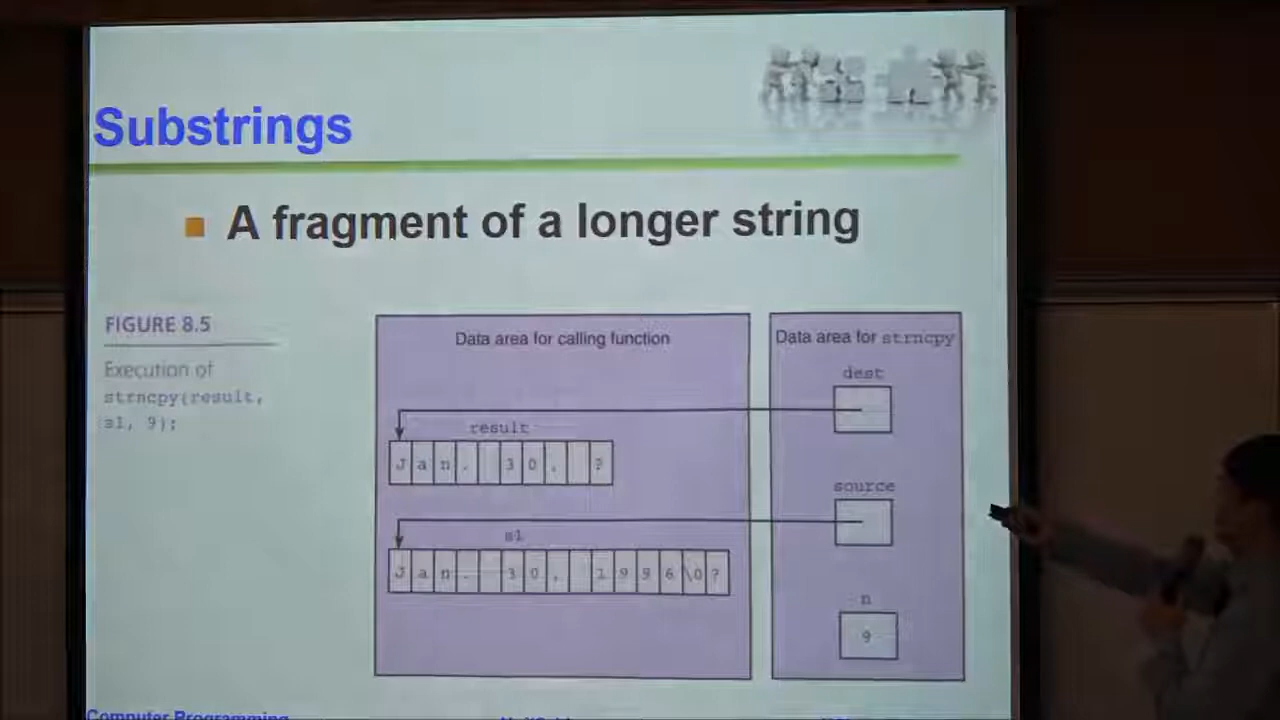 Substrings
A fragment of a longer string
FIGURE 8.5
Execution of
strncpy(result,
s1, 9);
Data area for calling function
Data area for strncpy
dest
result
J a n . 3 0 , ?
source
s1
J a n . 3 0 , 1 9 9 6 \0 ?
n
9
Computer Programming